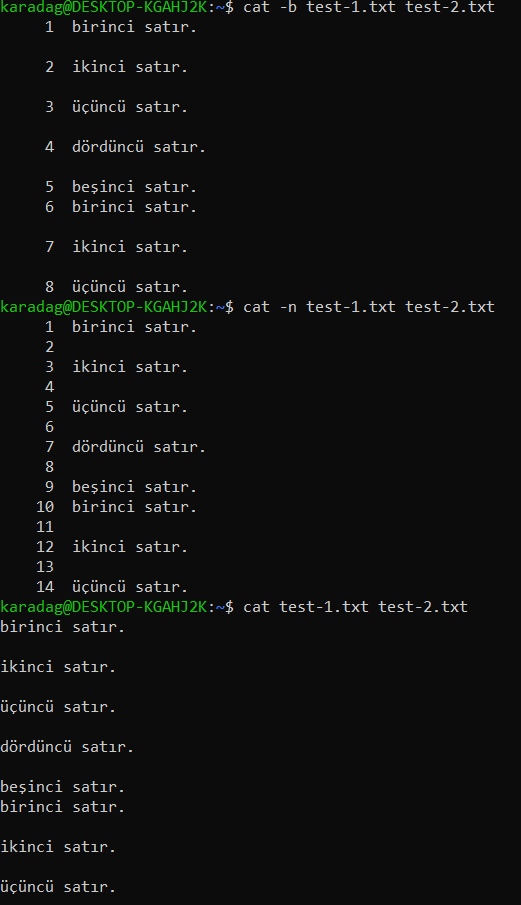 karadag@DESKTOP-KGAHJ2K:~$ cat -b test-1.txt test-2.txt
1 birinci satır.
2 ikinci satır.
3 üçüncü satır.
4 dördüncü satır.
5 beşinci satır.
6 birinci satır.
7 ikinci satır.
8 üçüncü satır.
karadag@DESKTOP-KGAHJ2K:~$ cat -n test-1.txt test-2.txt
1 birinci satır.
2
3 ikinci satır.
4
5 üçüncü satır.
6
7 dördüncü satır.
8
9 beşinci satır.
10 birinci satır.
11
12 ikinci satır.
13
14 üçüncü satır.
karadag@DESKTOP-KGAHJ2K:~$ cat test-1.txt test-2.txt
birinci satır.
ikinci satır.
üçüncü satır.
dördüncü satır.
beşinci satır.
birinci satır.
ikinci satır.
üçüncü satır.